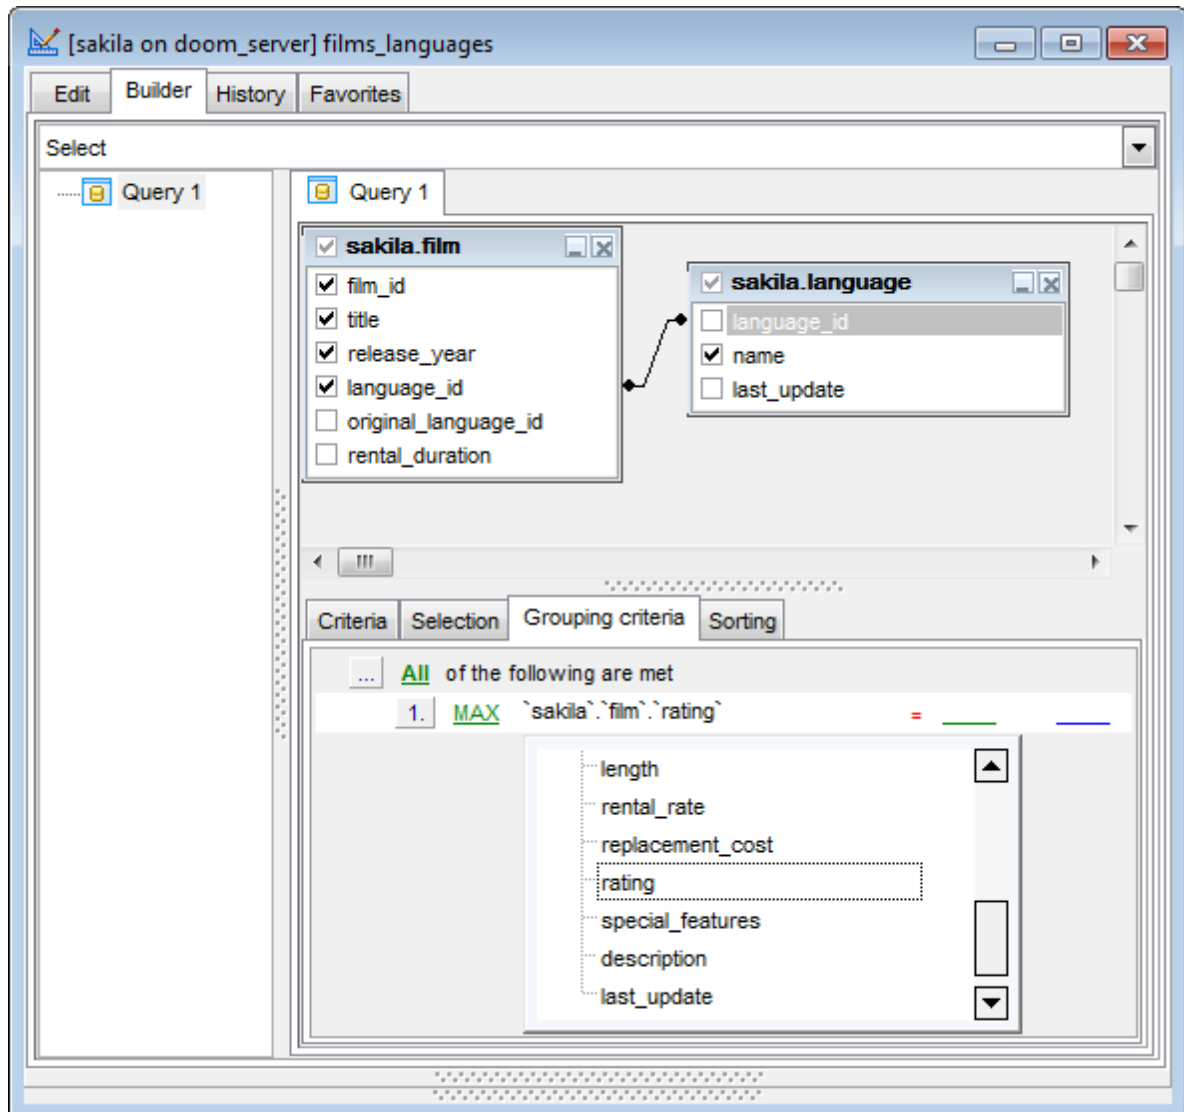 [sakila on doom_server] films_languages
Edit Builder History Favorites
Select
Query 1
Query 1
sakila.film
film_id
title
release_year
language_id
original_language_id
rental_duration
sakila.language
language_id
name
last_update
Criteria Selection Grouping criteria Sorting
... All of the following are met
1. MAX `sakila`.`film`.`rating` =
length
rental_rate
replacement_cost
rating
special_features
description
last_update